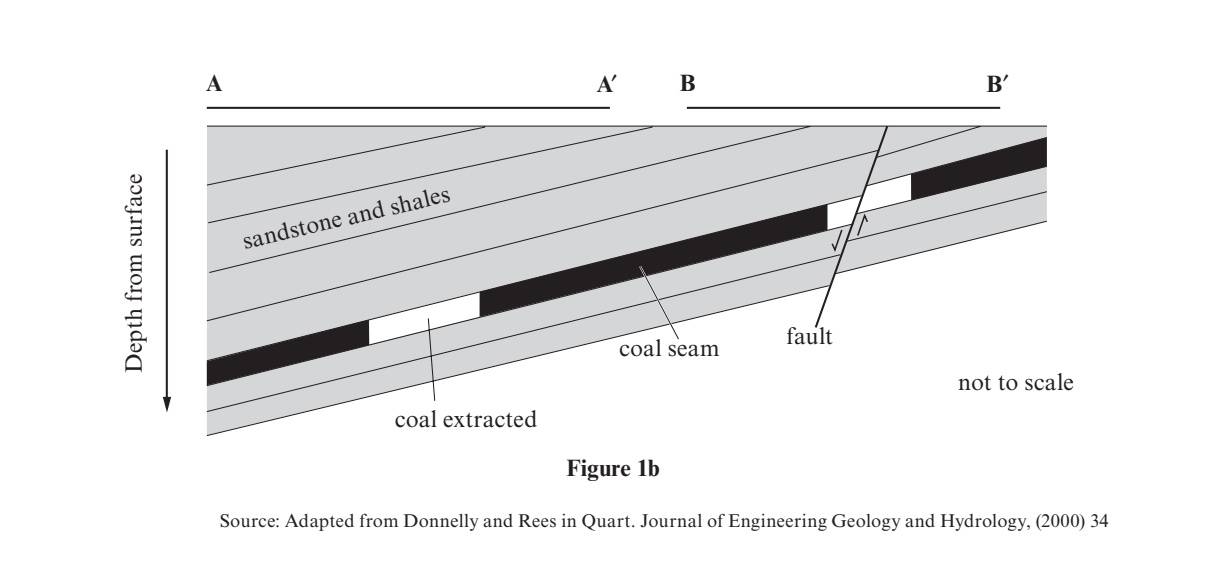 A A′ B B′
Depth from surface
sandstone and shales
coal seam
fault
not to scale
coal extracted
Figure 1b
Source: Adapted from Donnelly and Rees in Quart. Journal of Engineering Geology and Hydrology, (2000) 34